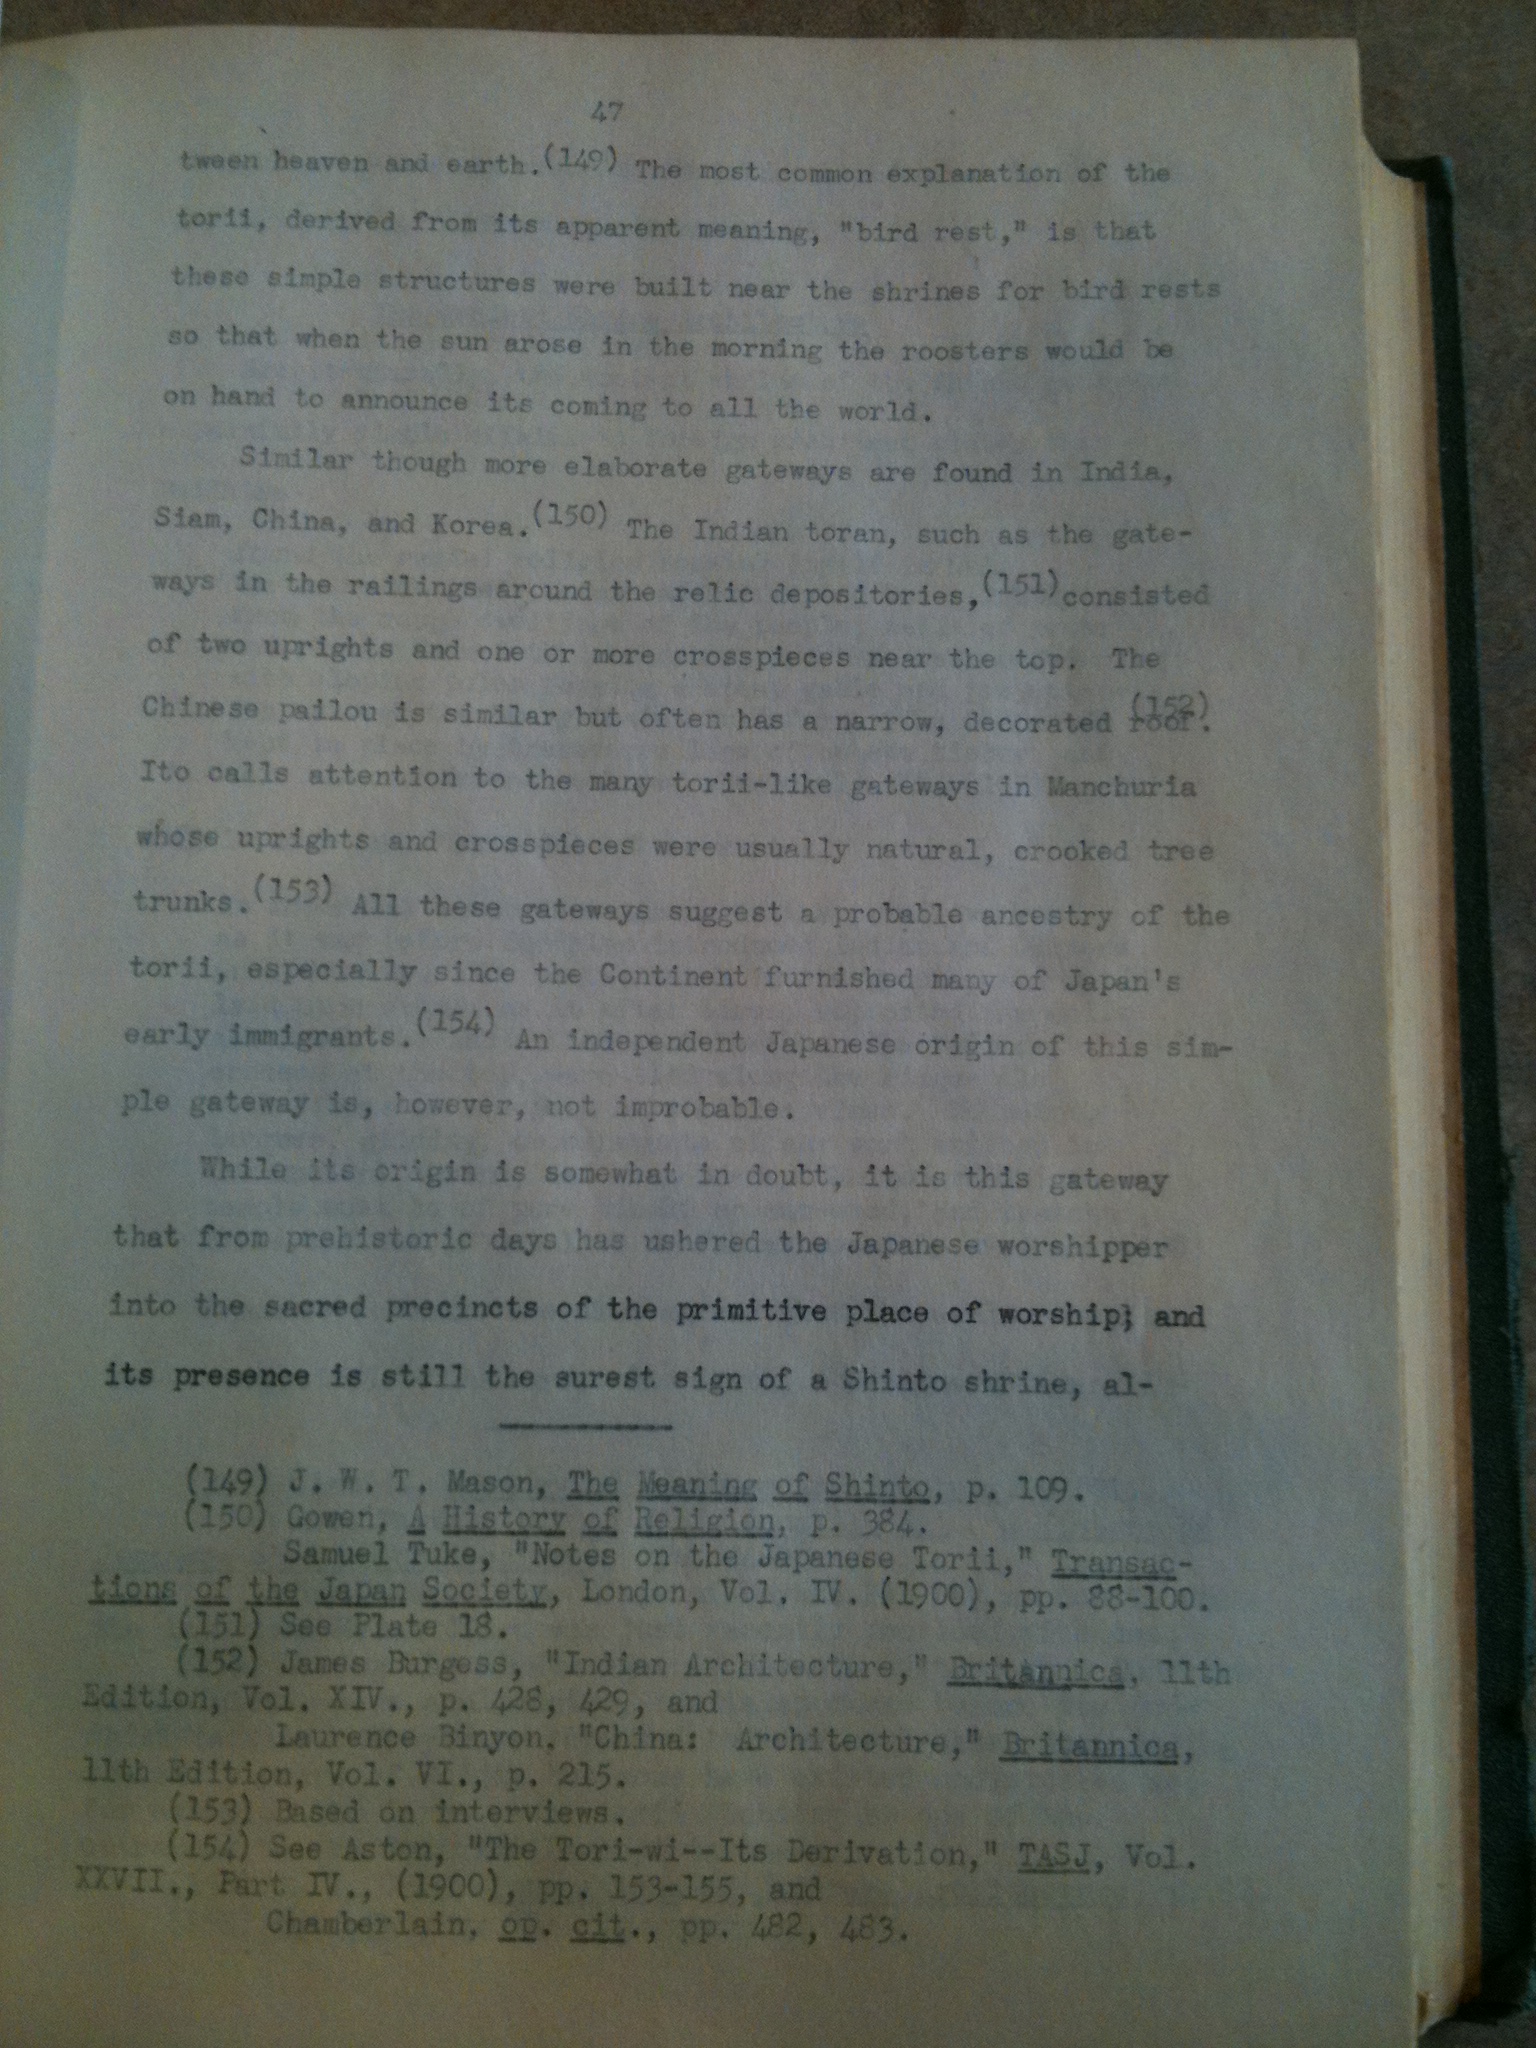 47
tween heaven and earth.(149) The most common explanation of the
torii, derived from its apparent meaning, "bird rest," is that
these simple structures were built near the shrines for bird rests
so that when the sun arose in the morning the roosters would be
on hand to announce its coming to all the world.
Similar though more elaborate gateways are found in India,
Siam, China, and Korea.(150) The Indian toran, such as the gate-
ways in the railings around the relic depositories,(151)consisted
of two uprights and one or more crosspieces near the top. The
Chinese pailou is similar but often has a narrow, decorated roof.(152)
Ito calls attention to the many torii-like gateways in Manchuria
whose uprights and crosspieces were usually natural, crooked tree
trunks.(153) All these gateways suggest a probable ancestry of the
torii, especially since the Continent furnished many of Japan's
early immigrants.(154) An independent Japanese origin of this sim-
ple gateway is, however, not improbable.
While its origin is somewhat in doubt, it is this gateway
that from prehistoric days has ushered the Japanese worshipper
into the sacred precincts of the primitive place of worship; and
its presence is still the surest sign of a Shinto shrine, al-
(149) J. W. T. Mason, The Meaning of Shinto, p. 109.
(150) Gowen, A History of Religion, p. 384.
Samuel Tuke, "Notes on the Japanese Torii," Transac-
tions of the Japan Society, London, Vol. IV. (1900), pp. 88-100.
(151) See Plate 18.
(152) James Burgess, "Indian Architecture," Britannica, 11th
Edition, Vol. XIV., p. 428, 429, and
Laurence Binyon. "China: Architecture," Britannica,
11th Edition, Vol. VI., p. 215.
(153) Based on interviews.
(154) See Aston, "The Tori-wi--Its Derivation," TASJ, Vol.
XXVII., Part IV., (1900), pp. 153-155, and
Chamberlain, op. cit., pp. 482, 483.